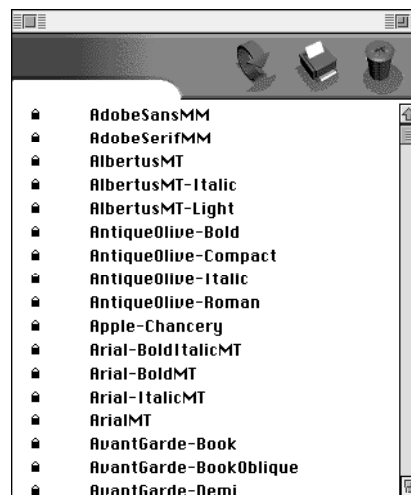 AdobeSansMM
AdobeSerifMM
AlbertusMT
AlbertusMT-Italic
AlbertusMT-Light
AntiqueOlive-Bold
AntiqueOlive-Compact
AntiqueOlive-Italic
AntiqueOlive-Roman
Apple-Chancery
Arial-BoldItalicMT
Arial-BoldMT
Arial-ItalicMT
ArialMT
AvantGarde-Book
AvantGarde-BookOblique
AvantGarde-Demi